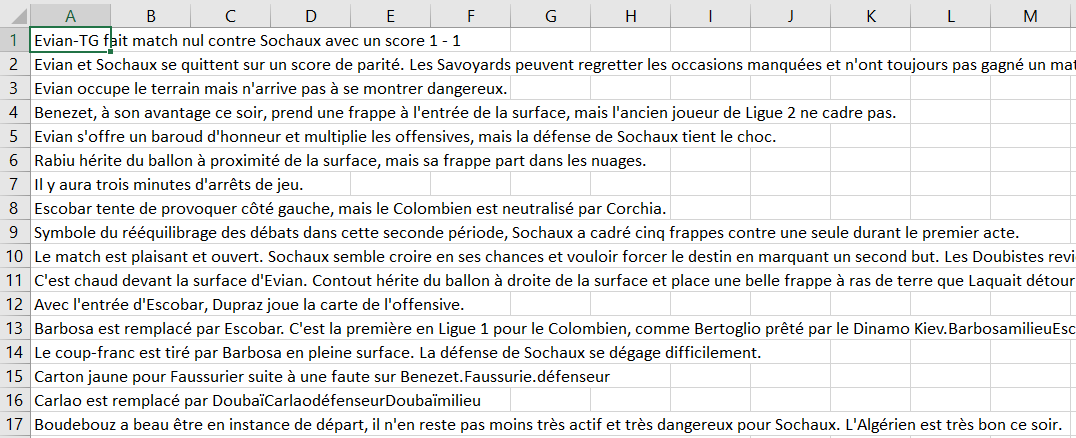 A B C D E F G H I J K L M
1 Evian-TG fait match nul contre Sochaux avec un score 1 - 1
2 Evian et Sochaux se quittent sur un score de parité. Les Savoyards peuvent regretter les occasions manquées et n'ont toujours pas gagné un mat
3 Evian occupe le terrain mais n'arrive pas à se montrer dangereux.
4 Benezet, à son avantage ce soir, prend une frappe à l'entrée de la surface, mais l'ancien joueur de Ligue 2 ne cadre pas.
5 Evian s'offre un baroud d'honneur et multiplie les offensives, mais la défense de Sochaux tient le choc.
6 Rabiu hérite du ballon à proximité de la surface, mais sa frappe part dans les nuages.
7 Il y aura trois minutes d'arrêts de jeu.
8 Escobar tente de provoquer côté gauche, mais le Colombien est neutralisé par Corchia.
9 Symbole du rééquilibrage des débats dans cette seconde période, Sochaux a cadré cinq frappes contre une seule durant le premier acte.
10 Le match est plaisant et ouvert. Sochaux semble croire en ses chances et vouloir forcer le destin en marquant un second but. Les Doubistes revi
11 C'est chaud devant la surface d'Evian. Contout hérite du ballon à droite de la surface et place une belle frappe à ras de terre que Laquait détour
12 Avec l'entrée d'Escobar, Dupraz joue la carte de l'offensive.
13 Barbosa est remplacé par Escobar. C'est la première en Ligue 1 pour le Colombien, comme Bertoglio prêté par le Dinamo Kiev.BarbosamilieuEsc
14 Le coup-franc est tiré par Barbosa en pleine surface. La défense de Sochaux se dégage difficilement.
15 Carton jaune pour Faussurier suite à une faute sur Benezet.Faussurie.défenseur
16 Carlao est remplacé par DoubaïCarlaodéfenseurDoubaïmilieu
17 Boudebouz a beau être en instance de départ, il n'en reste pas moins très actif et très dangereux pour Sochaux. L'Algérien est très bon ce soir.